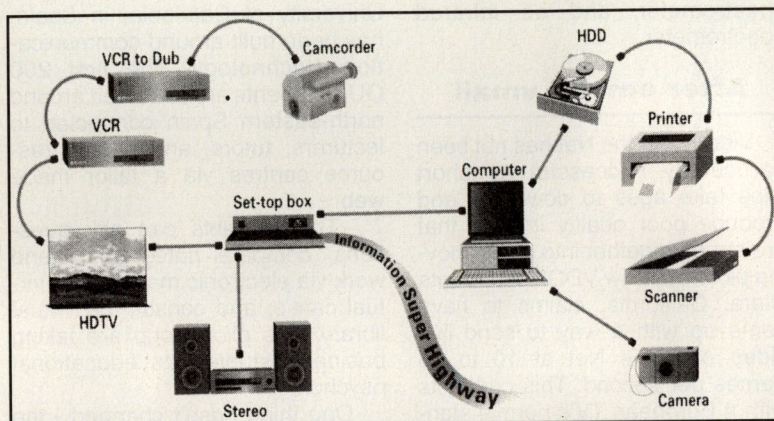 VCR to Dub
Camcorder
HDD
VCR
Printer
Computer
Set-top box
Information Super Highway
HDTV
Scanner
Stereo
Camera